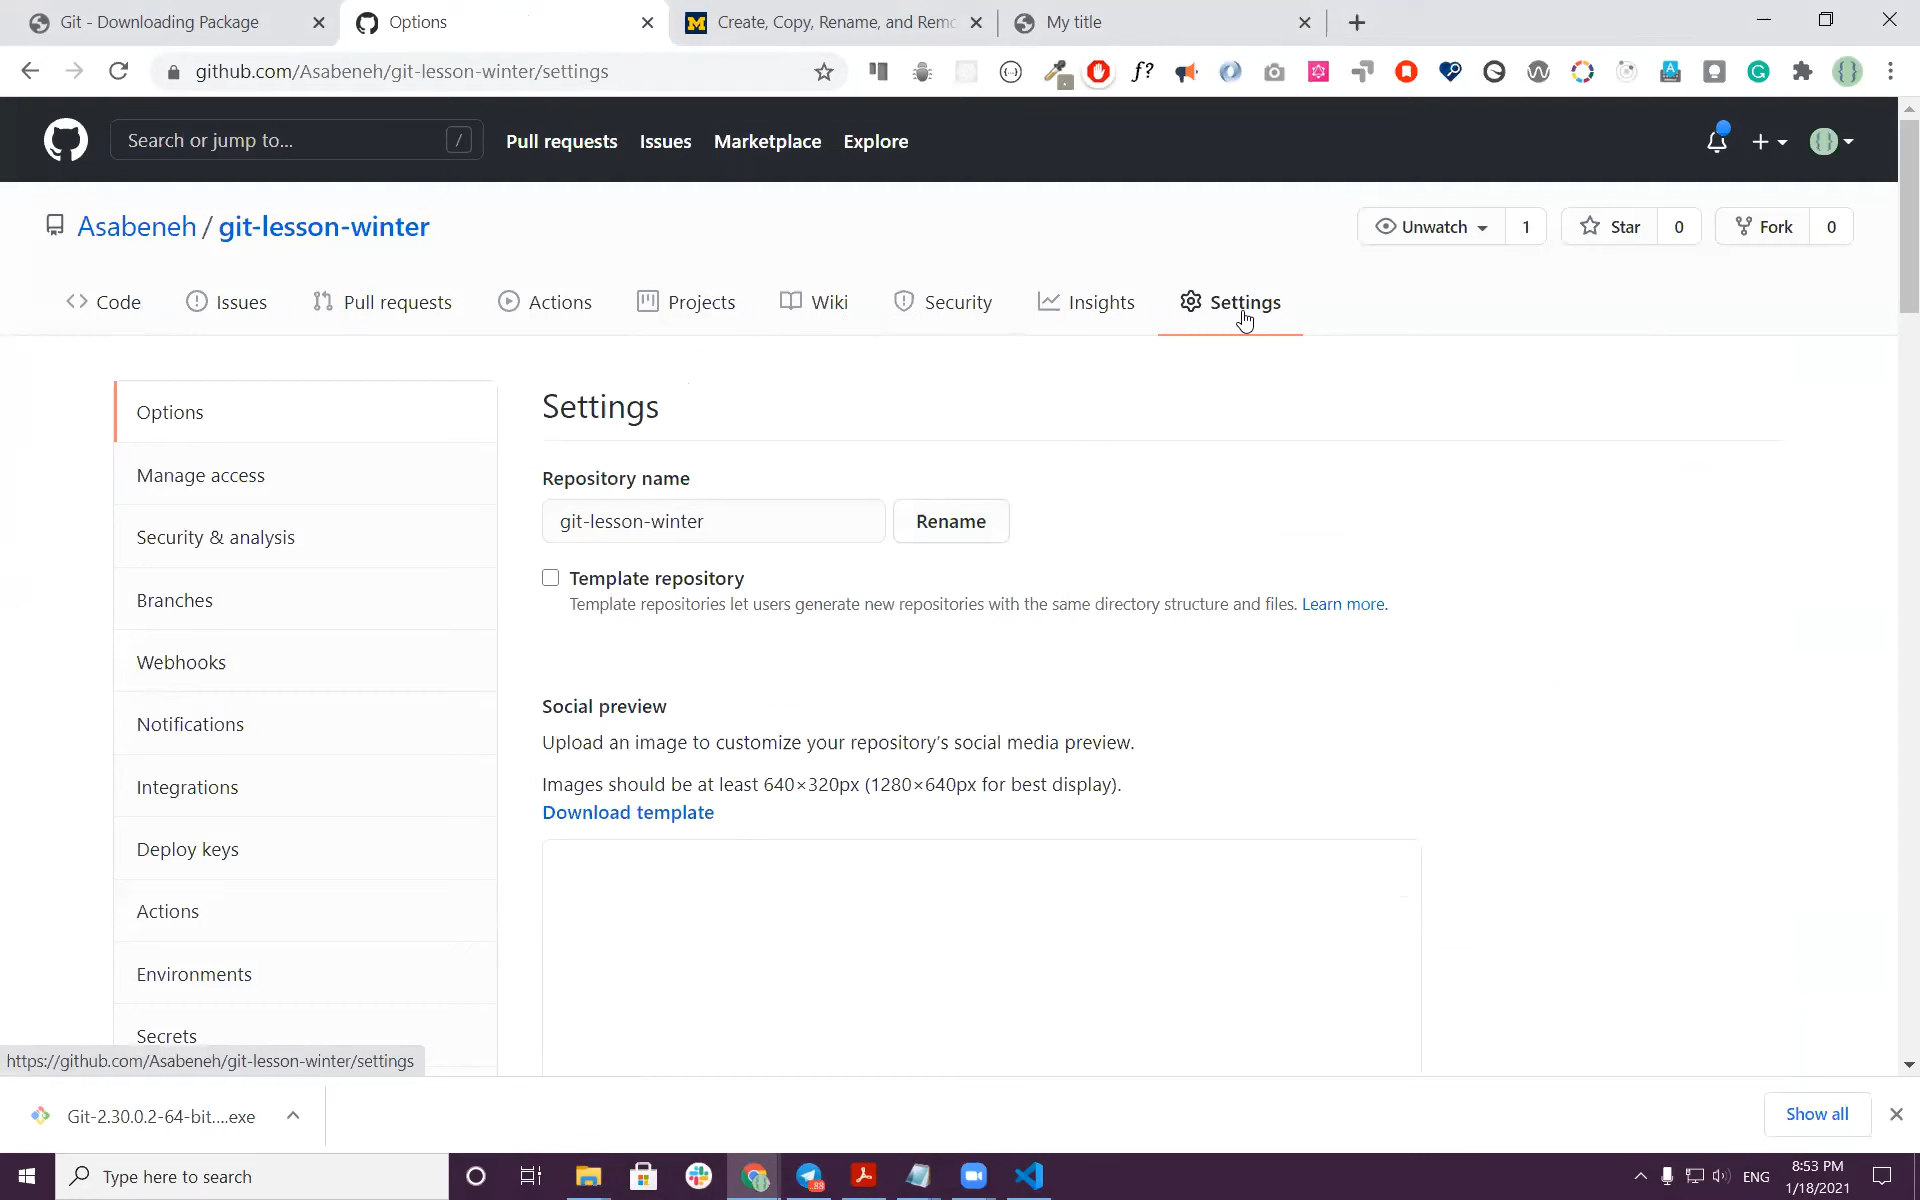 Git - Downloading Package
Options
Create, Copy, Rename, and Remo
My title
github.com/Asabeneh/git-lesson-winter/settings
Search or jump to...
/
Pull requests
Issues
Marketplace
Explore
Asabeneh / git-lesson-winter
Unwatch 1
Star 0
Fork 0
Code
Issues
Pull requests
Actions
Projects
Wiki
Security
Insights
Settings
Options
Manage access
Security & analysis
Branches
Webhooks
Notifications
Integrations
Deploy keys
Actions
Environments
Secrets
Settings
Repository name
git-lesson-winter
Rename
Template repository
Template repositories let users generate new repositories with the same directory structure and files. Learn more.
Social preview
Upload an image to customize your repository's social media preview.
Images should be at least 640×320px (1280×640px for best display).
Download template
https://github.com/Asabeneh/git-lesson-winter/settings
Git-2.30.0.2-64-bit....exe
Show all
Type here to search
ENG
8:53 PM
1/18/2021